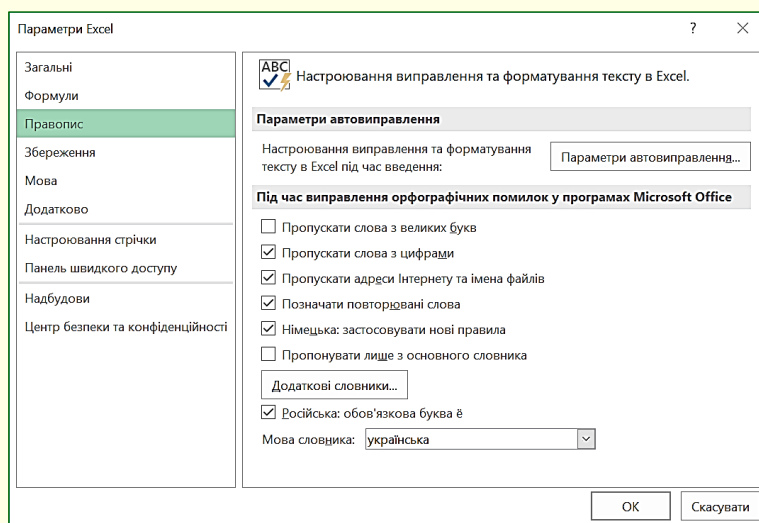 Параметри Excel
?
Загальні
Формули
Правопис
Збереження
Мова
Додатково
Настроювання стрічки
Панель швидкого доступу
Надбудови
Центр безпеки та конфіденційності
ABC
Настроювання виправлення та форматування тексту в Excel.
Параметри автовиправлення
Настроювання виправлення та форматування
тексту в Excel під час введення:
Параметри автовиправлення...
Під час виправлення орфографічних помилок у програмах Microsoft Office
Пропускати слова з великих букв
Пропускати слова з цифрами
Пропускати адреси Інтернету та імена файлів
Позначати повторювані слова
Німецька: застосовувати нові правила
Пропонувати лише з основного словника
Додаткові словники...
Російська: обов'язкова буква ё
Мова словника: українська
ОК
Скасувати